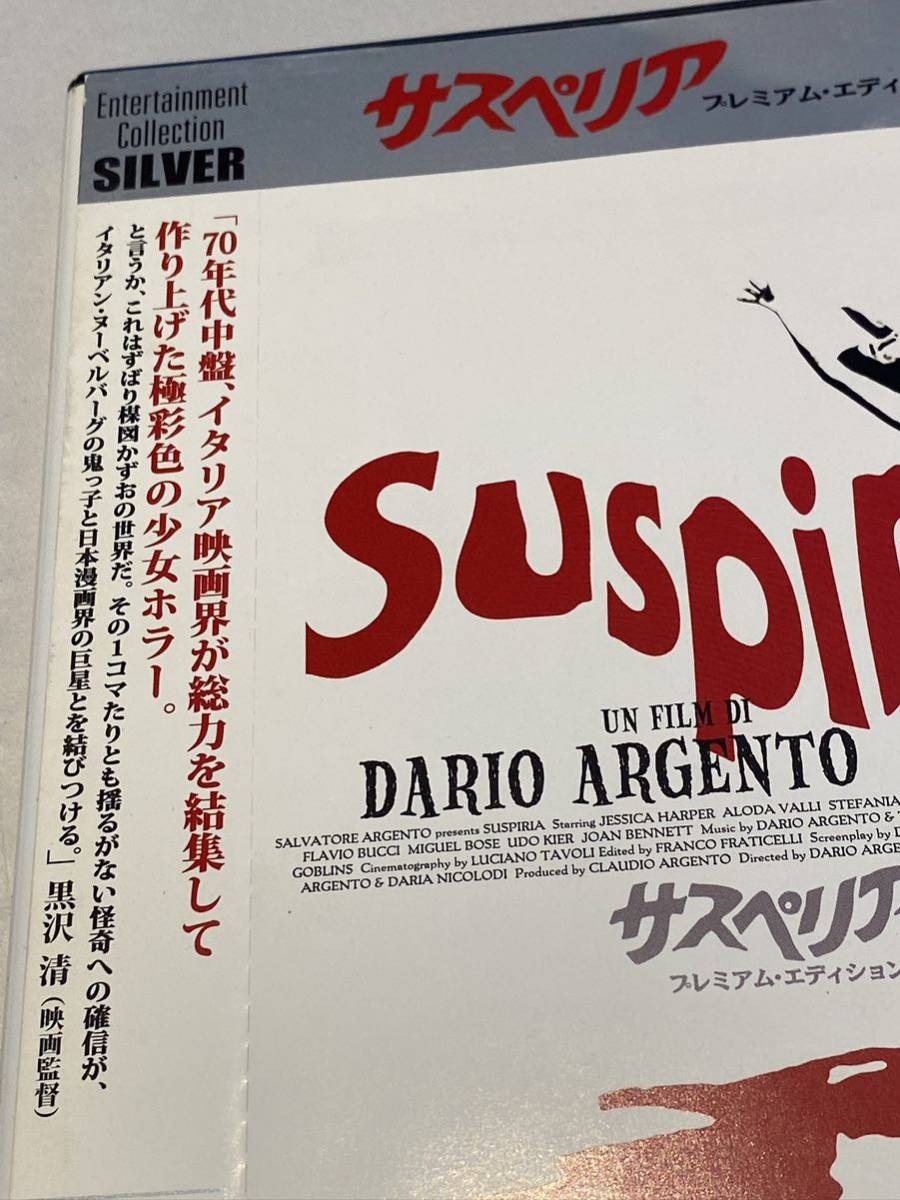 Entertainment
Collection
SILVER
サスペリア
プレミアム・エディ
「70年代中盤、イタリア映画界が総力を結集して
作り上げた極彩色の少女ホラー。
と言うか、これはずばり楳図かずおの世界だ。その1コマたりとも揺るがない怪奇への確信が、
イタリアン・ヌーベルバーグの鬼っ子と日本漫画界の巨星とを結びつける。」黒沢 清(映画監督)
SUSPIR
UN FILM DI
DARIO ARGENTO
SALVATORE ARGENTO presents SUSPIRIA Starring JESSICA HARPER ALODA VALLI STEFANIA
FLAVIO BUCCI MIGUEL BOSE UDO KIER JOAN BENNETT Music by DARIO ARGENTO & T
GOBLINS Cinematography by LUCIANO TAVOLI Edited by FRANCO FRATICELLI Screenplay by D
ARGENTO & DARIA NICOLODI Produced by CLAUDIO ARGENTO Directed by DARIO ARGE
サスペリア
プレミアム・エディション